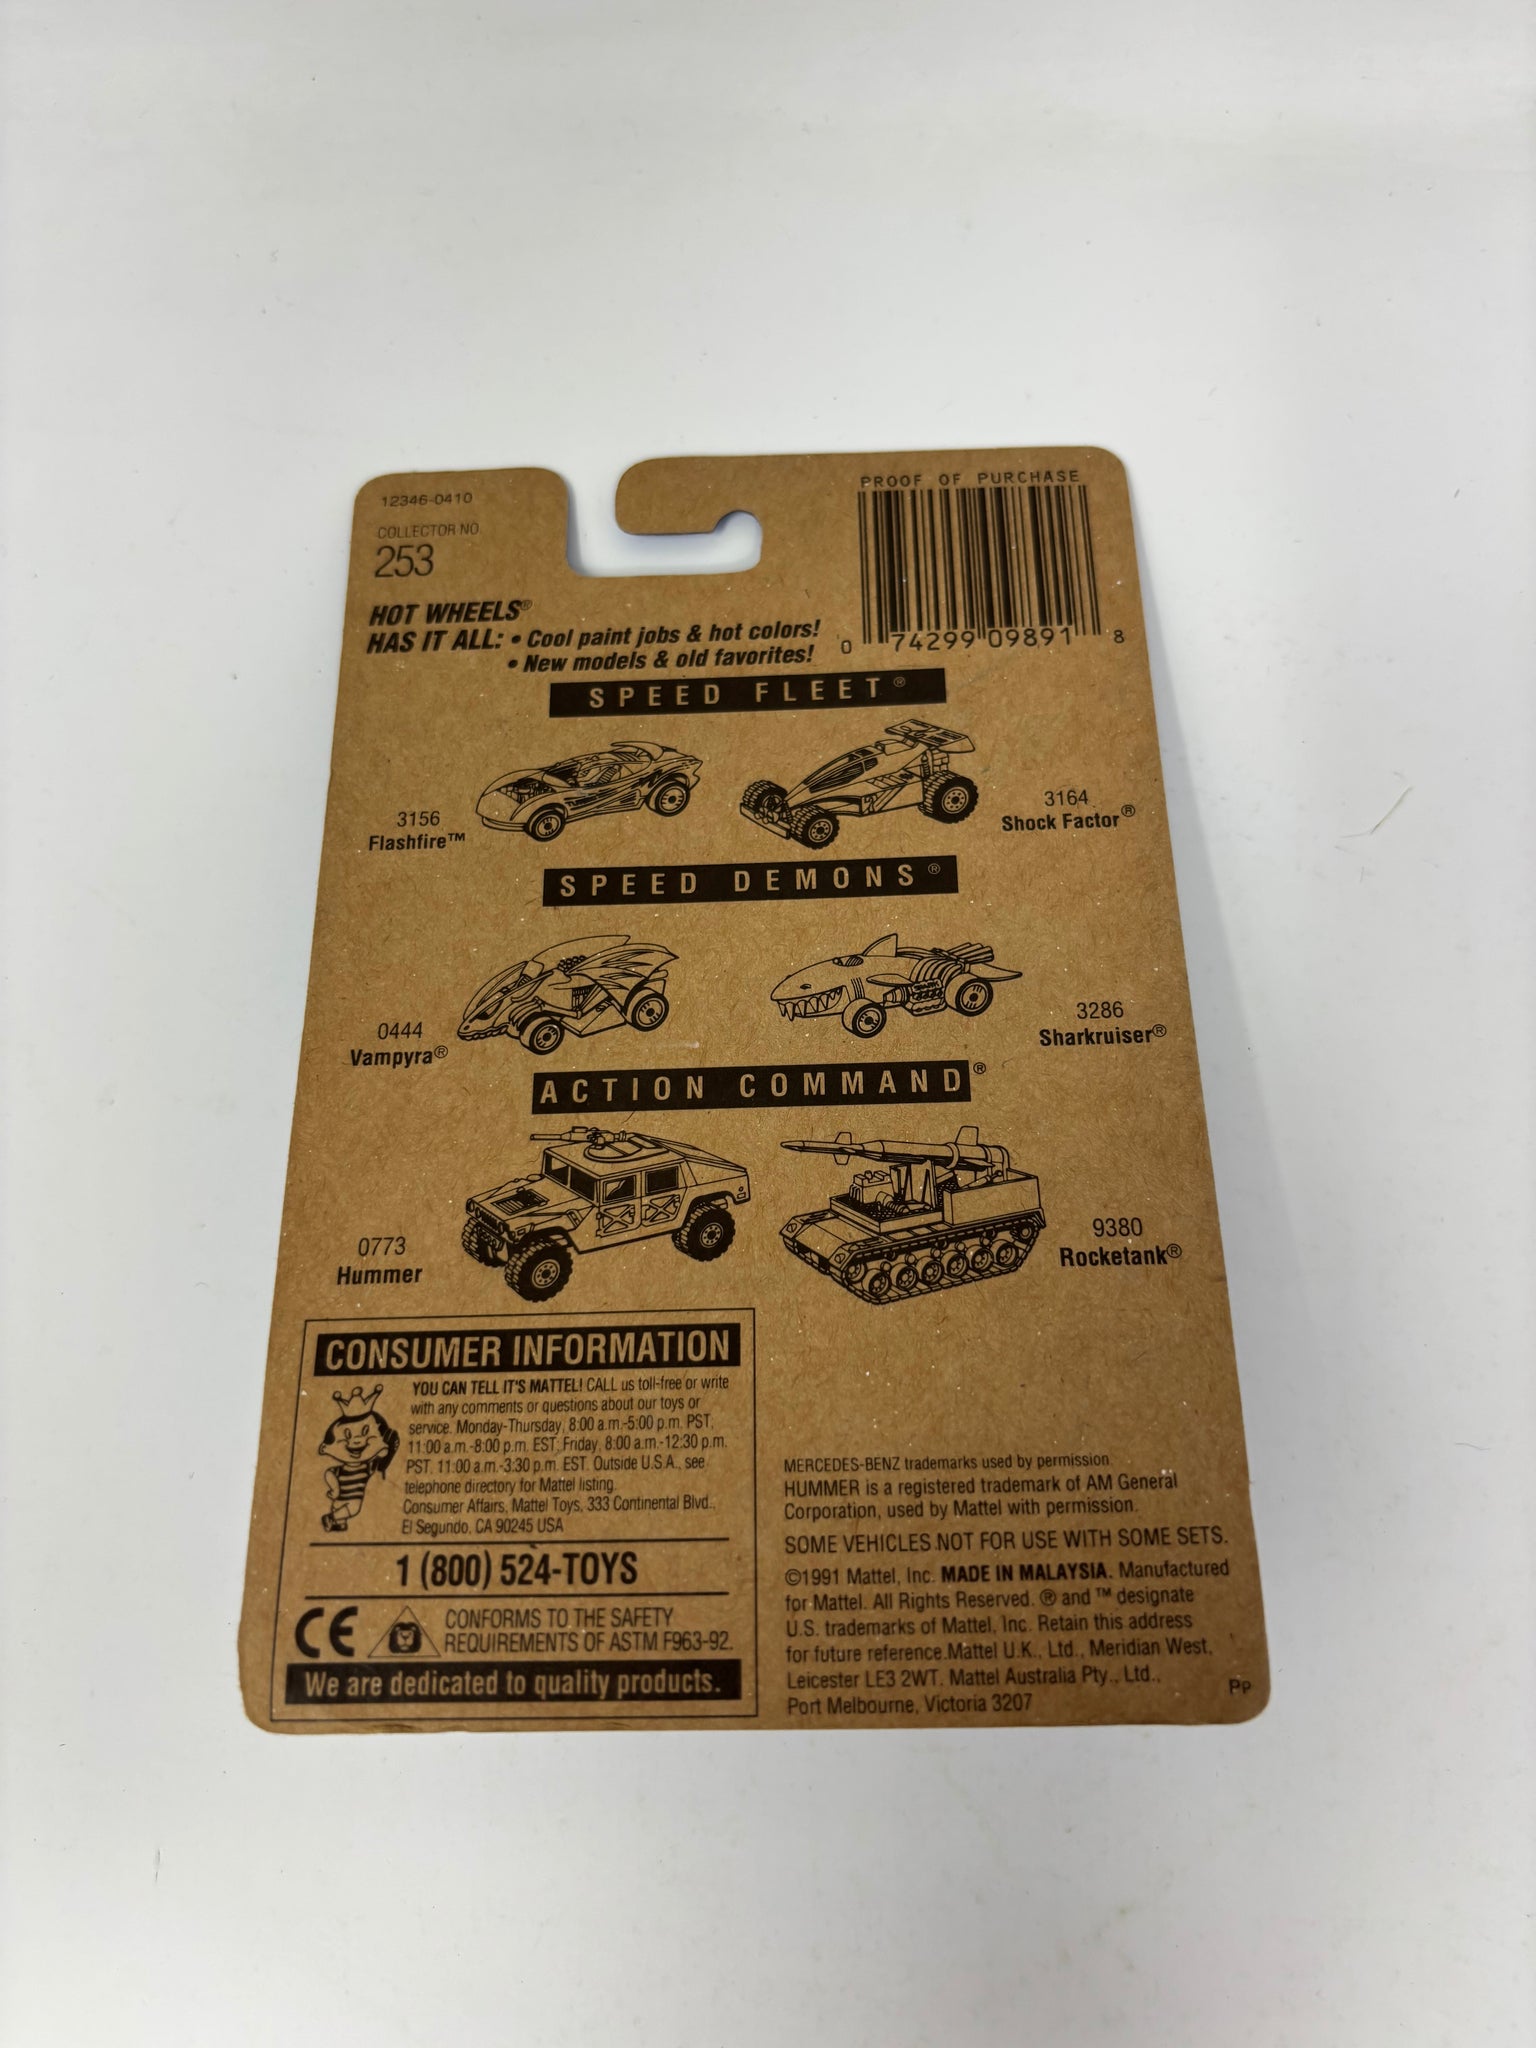 12346-0410
COLLECTOR NO.
253
PROOF OF PURCHASE
0 74299 09891 8
HOT WHEELS®
HAS IT ALL: • Cool paint jobs & hot colors!
• New models & old favorites!
SPEED FLEET®
3156
Flashfire™
3164
Shock Factor®
SPEED DEMONS®
0444
Vampyra®
3286
Sharkruiser®
ACTION COMMAND®
0773
Hummer
9380
Rocketank®
CONSUMER INFORMATION
YOU CAN TELL IT'S MATTEL! CALL us toll-free or write
with any comments or questions about our toys or
service. Monday-Thursday, 8:00 a.m.-5:00 p.m. PST,
11:00 a.m.-8:00 p.m. EST; Friday, 8:00 a.m.-12:30 p.m.
PST, 11:00 a.m.-3:30 p.m. EST. Outside U.S.A., see
telephone directory for Mattel listing.
Consumer Affairs, Mattel Toys, 333 Continental Blvd.,
El Segundo, CA 90245 USA
1 (800) 524-TOYS
CE CONFORMS TO THE SAFETY
REQUIREMENTS OF ASTM F963-92.
We are dedicated to quality products.
MERCEDES-BENZ trademarks used by permission.
HUMMER is a registered trademark of AM General
Corporation, used by Mattel with permission.
SOME VEHICLES NOT FOR USE WITH SOME SETS.
©1991 Mattel, Inc. MADE IN MALAYSIA. Manufactured
for Mattel. All Rights Reserved. ® and ™ designate
U.S. trademarks of Mattel, Inc. Retain this address
for future reference.Mattel U.K., Ltd., Meridian West,
Leicester LE3 2WT. Mattel Australia Pty., Ltd.,
Port Melbourne, Victoria 3207
PP